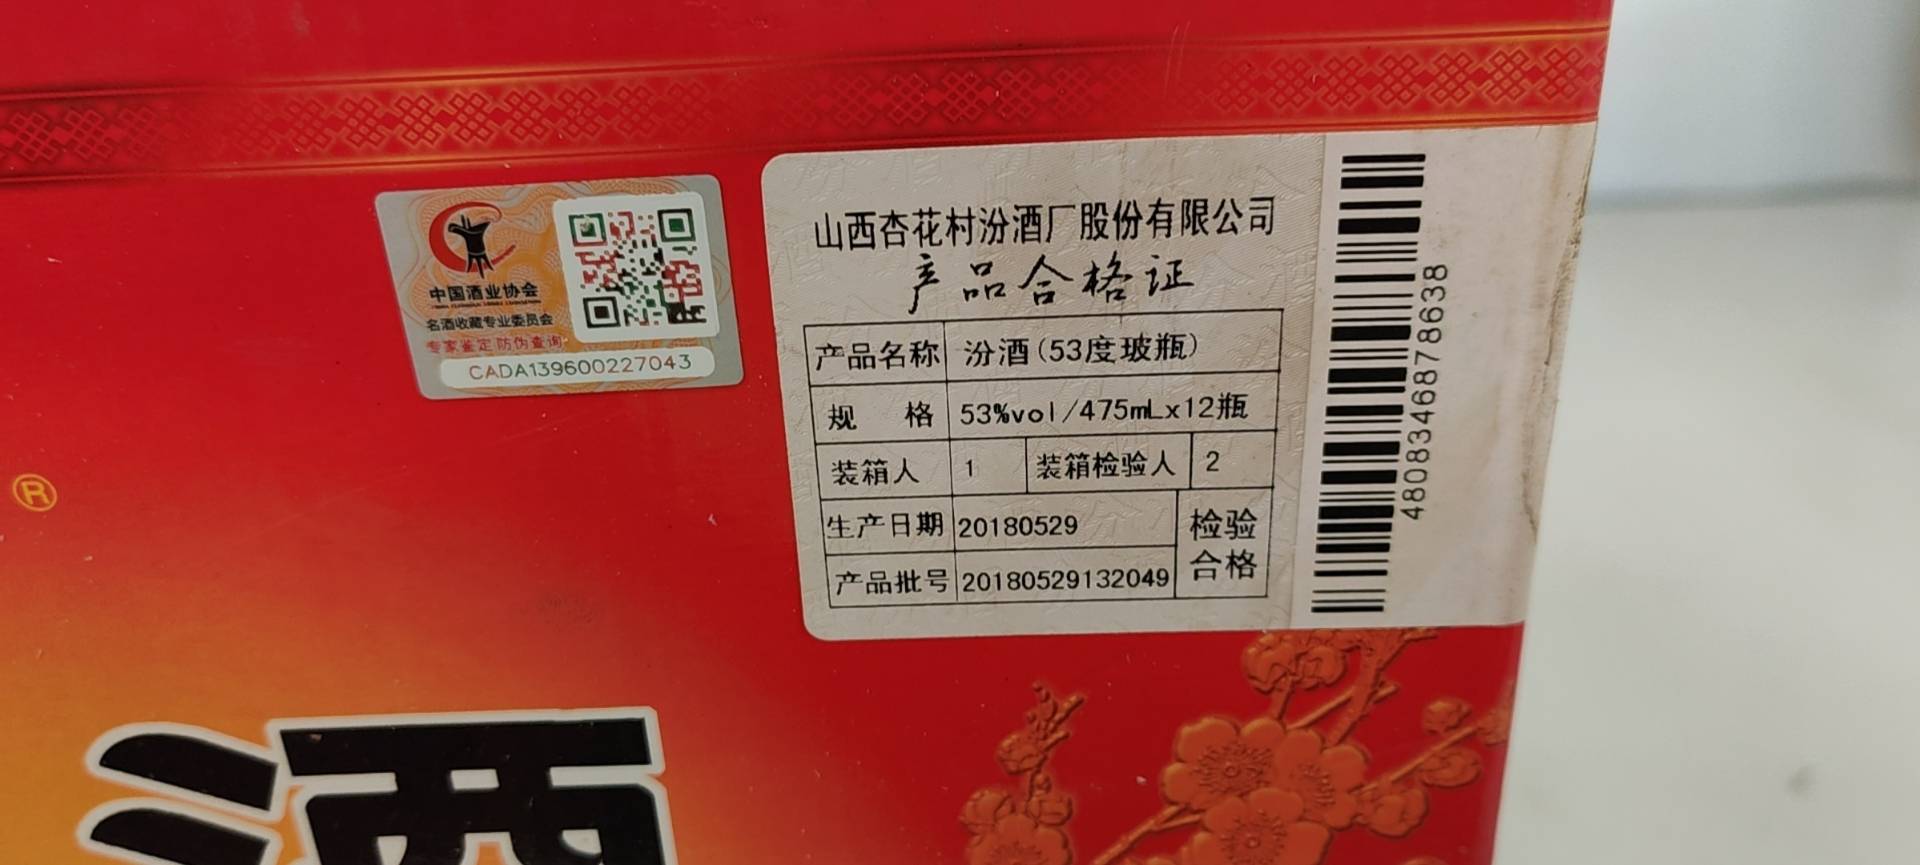 中国酒业协会
名酒收藏专业委员会
专家鉴定 防伪查询
CADA139600227043
山西杏花村汾酒厂股份有限公司
产品合格证
产品名称 汾酒(53度玻瓶)
规 格 53%vol/475mLx12瓶
装箱人 1 装箱检验人 2
生产日期 20180529
产品批号 20180529132049
检验
合格
4808346878638
®
酒